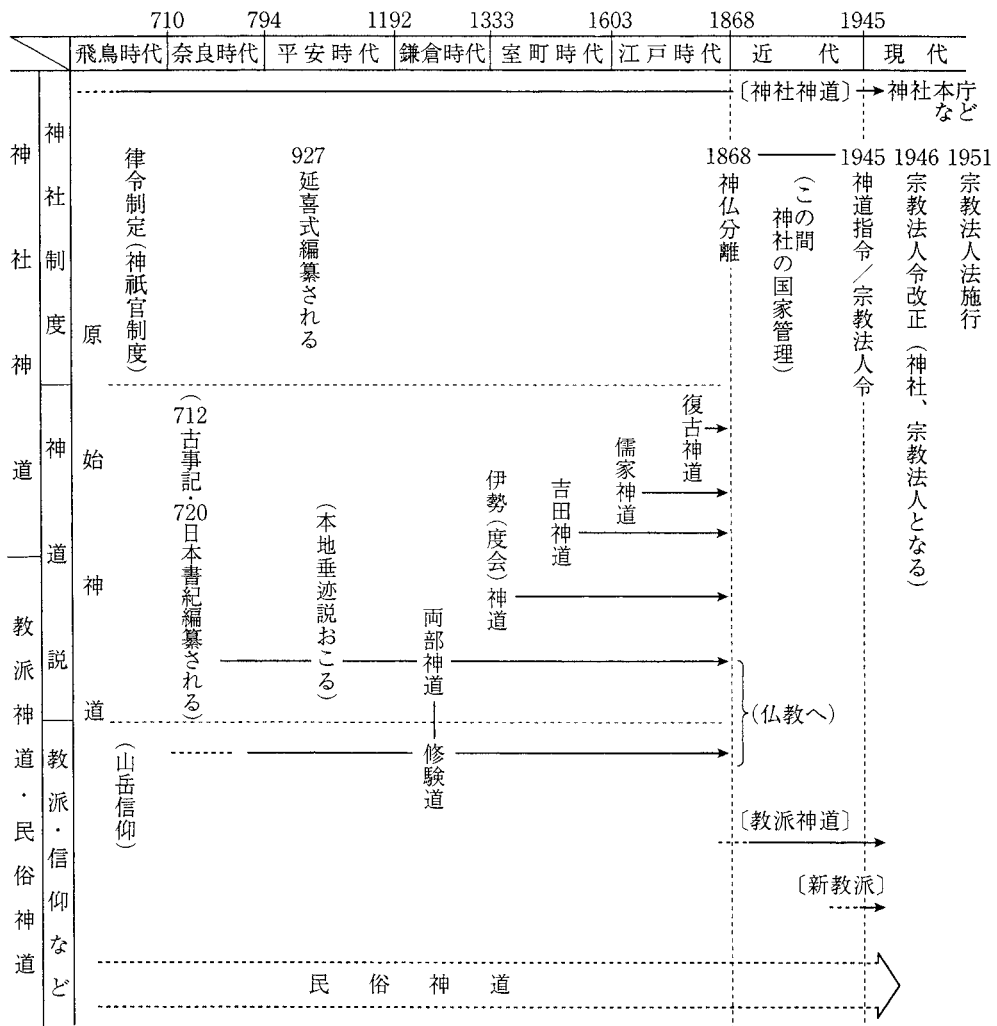 710 794 1192 1333 1603 1868 1945
飛鳥時代 奈良時代 平安時代 鎌倉時代 室町時代 江戸時代 近代 現代
神社神道
教派神道・民俗神道
神社制度
神道説
教派・信仰など
原始神道
〔神社神道〕
神社本庁など
律令制定(神祇官制度)
927
延喜式編纂される
1868
神仏分離
(この間
神社の国家管理)
1945
神道指令/宗教法人令
1946
宗教法人令改正(神社、宗教法人となる)
1951
宗教法人法施行
(712古事記・720日本書紀編纂される)
(本地垂迹説おこる)
両部神道
伊勢(度会)神道
吉田神道
儒家神道
復古神道
(仏教へ)
(山岳信仰)
修験道
〔教派神道〕
〔新教派〕
民俗神道